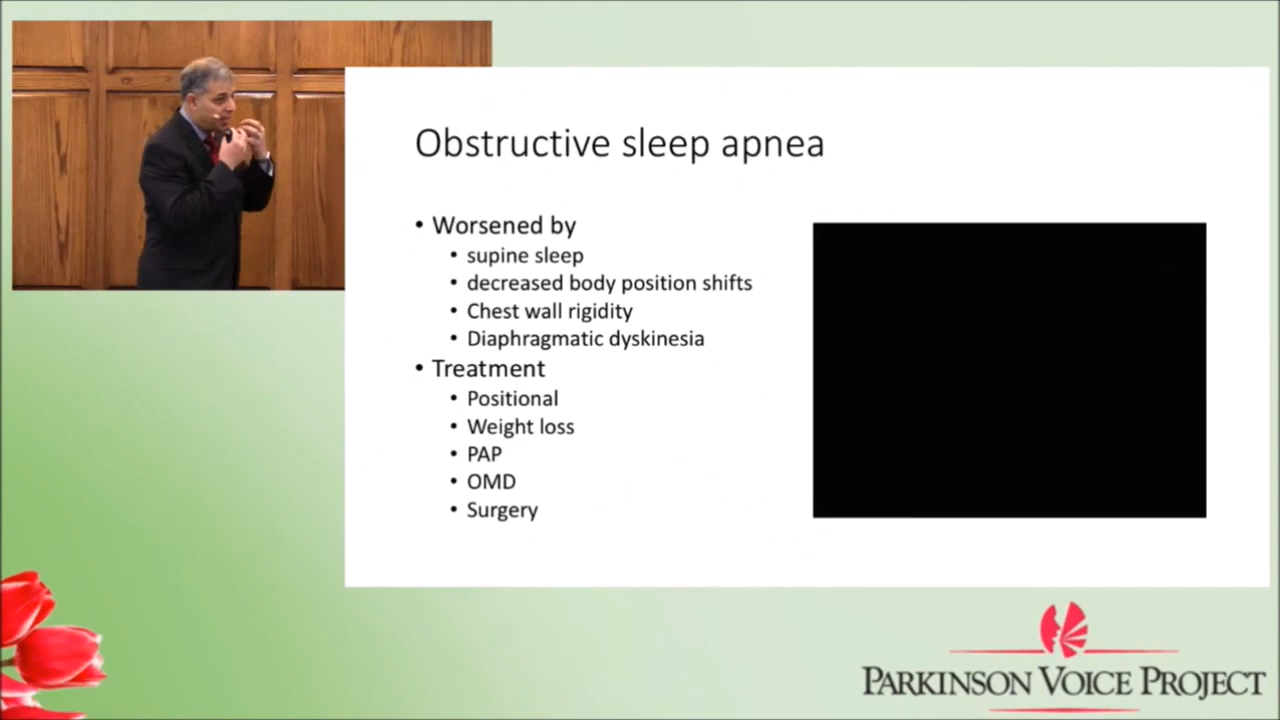 Obstructive sleep apnea
• Worsened by
• supine sleep
• decreased body position shifts
• Chest wall rigidity
• Diaphragmatic dyskinesia
• Treatment
• Positional
• Weight loss
• PAP
• OMD
• Surgery
PARKINSON VOICE PROJECT